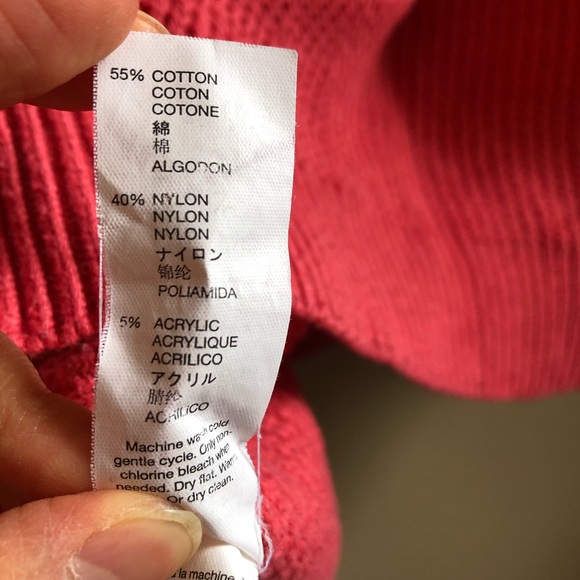 55% COTTON
COTON
COTONE
綿
棉
ALGODON
40% NYLON
NYLON
NYLON
ナイロン
锦纶
POLIAMIDA
5% ACRYLIC
ACRYLIQUE
ACRILICO
アクリル
腈纶
ACRILICO
Machine wash cold
gentle cycle. Only non-
chlorine bleach when
needed. Dry flat. Warm
Or dry clean.
la machine